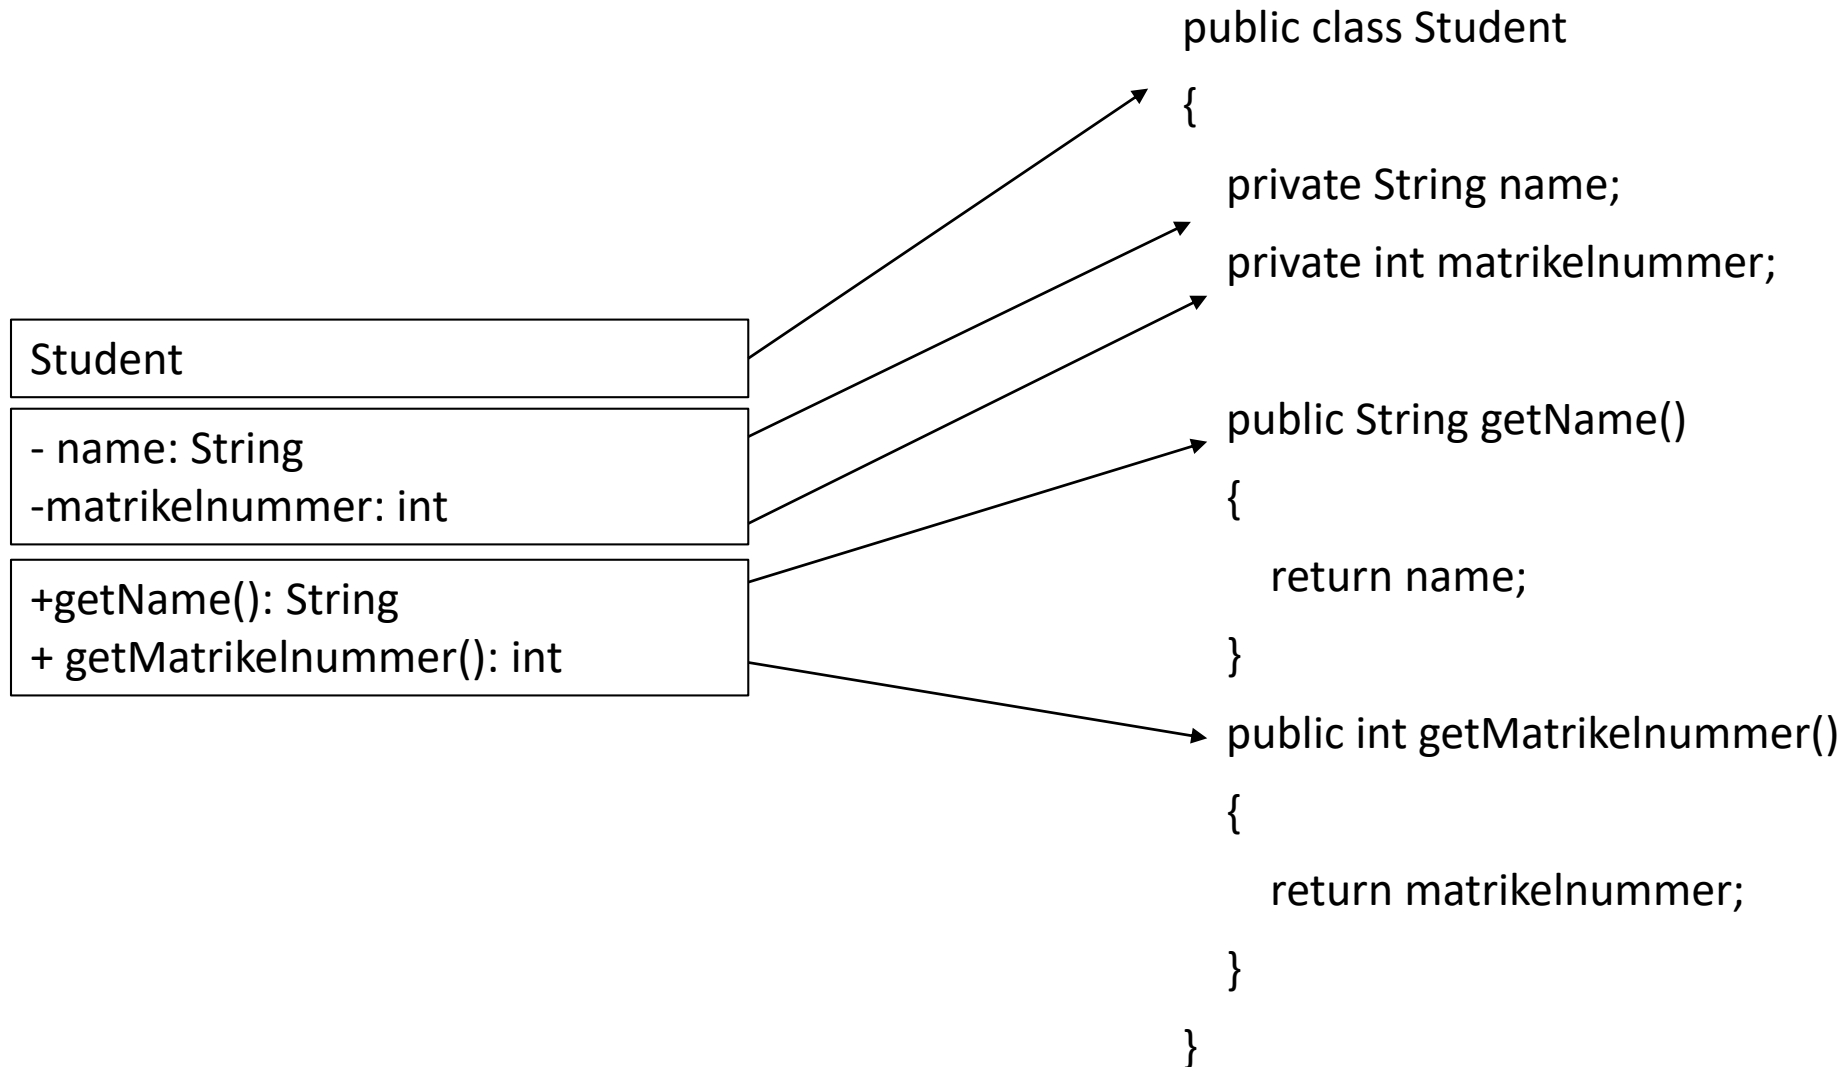 Student
- name: String
-matrikelnummer: int
+getName(): String
+ getMatrikelnummer(): int
public class Student
{
private String name;
private int matrikelnummer;
public String getName()
{
return name;
}
public int getMatrikelnummer()
{
return matrikelnummer;
}
}